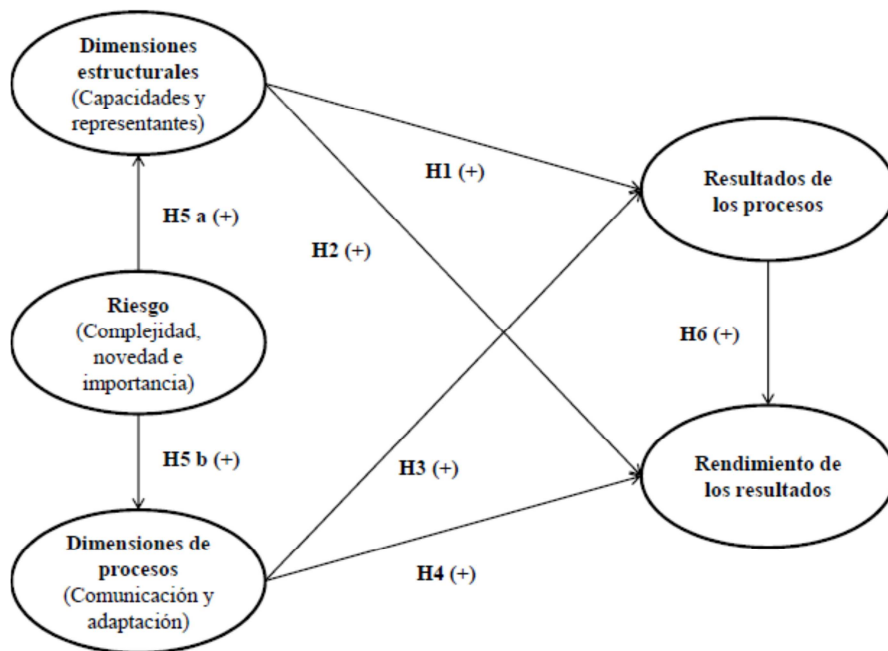 Dimensiones
estructurales
(Capacidades y
representantes)
H1 (+)
Resultados de
los procesos
H5 a (+)
H2 (+)
Riesgo
(Complejidad,
novedad e
importancia)
H6 (+)
H5 b (+)
H3 (+)
Rendimiento de
los resultados
Dimensiones de
procesos
(Comunicación y
adaptación)
H4 (+)